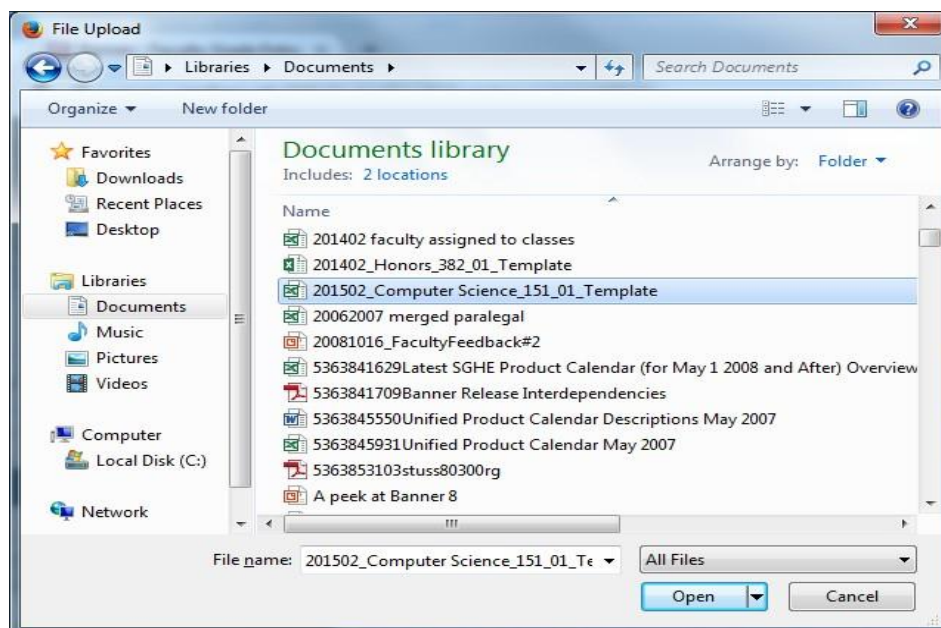 File Upload
Libraries Documents
Search Documents
Organize New folder
Favorites
Downloads
Recent Places
Desktop
Libraries
Documents
Music
Pictures
Videos
Computer
Local Disk (C:)
Network
Documents library
Includes: 2 locations
Arrange by: Folder
Name
201402 faculty assigned to classes
201402_Honors_382_01_Template
201502_Computer Science_151_01_Template
20062007 merged paralegal
20081016_FacultyFeedback#2
5363841629Latest SGHE Product Calendar (for May 1 2008 and After) Overview
5363841709Banner Release Interdependencies
5363845550Unified Product Calendar Descriptions May 2007
5363845931Unified Product Calendar May 2007
5363853103stuss80300rg
A peek at Banner 8
File name: 201502_Computer Science_151_01_Te
All Files
Open Cancel